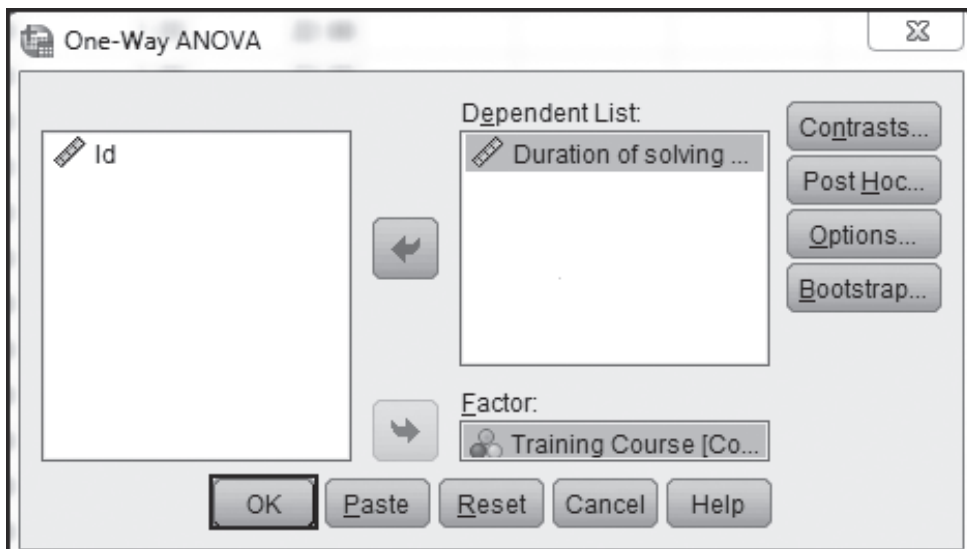 One-Way ANOVA
Id
Dependent List:
Duration of solving ...
Factor:
Training Course [Co...
Contrasts...
Post Hoc...
Options...
Bootstrap...
OK
Paste
Reset
Cancel
Help